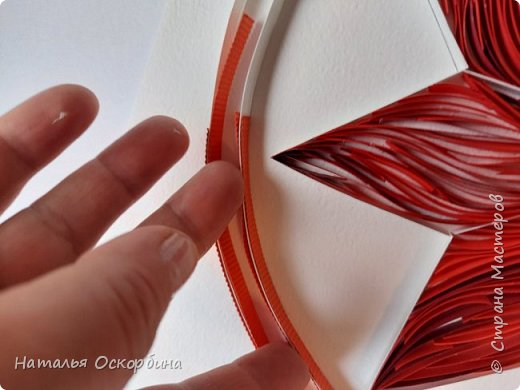 © Страна Мастеров
Наталья Оскорбина